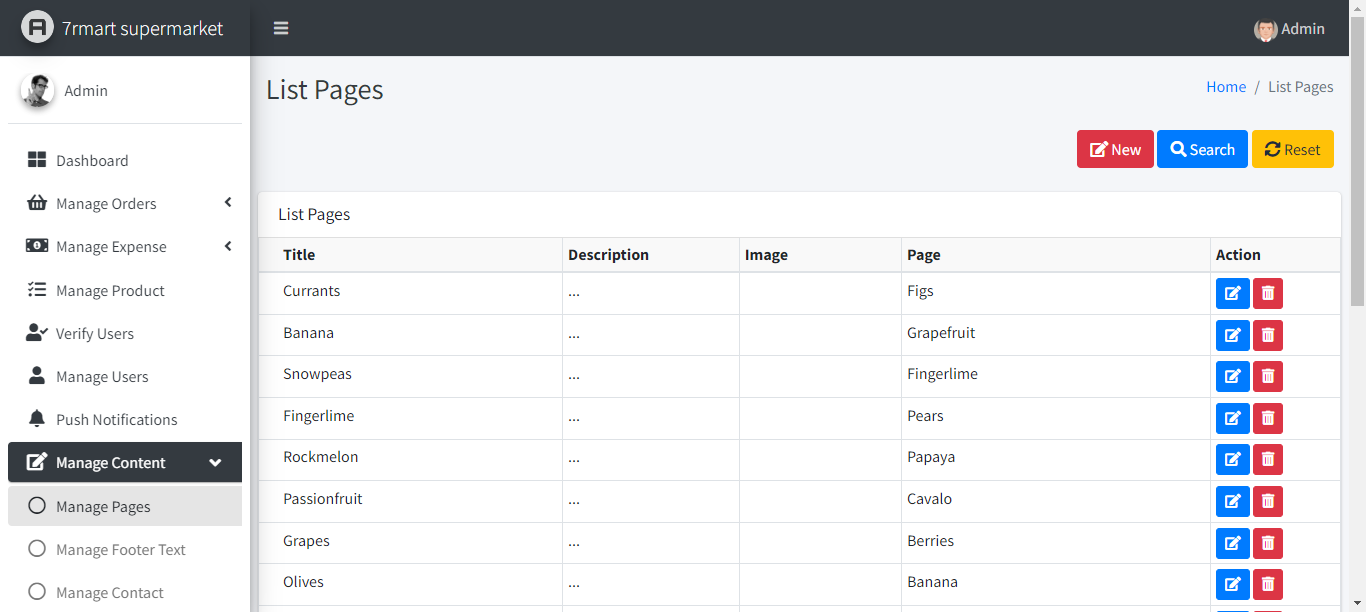 7rmart supermarket
Admin
Admin
Dashboard
Manage Orders
Manage Expense
Manage Product
Verify Users
Manage Users
Push Notifications
Manage Content
Manage Pages
Manage Footer Text
Manage Contact
List Pages
Home / List Pages
New Search Reset
List Pages
Title Description Image Page Action
Currants ... Figs
Banana ... Grapefruit
Snowpeas ... Fingerlime
Fingerlime ... Pears
Rockmelon ... Papaya
Passionfruit ... Cavalo
Grapes ... Berries
Olives ... Banana